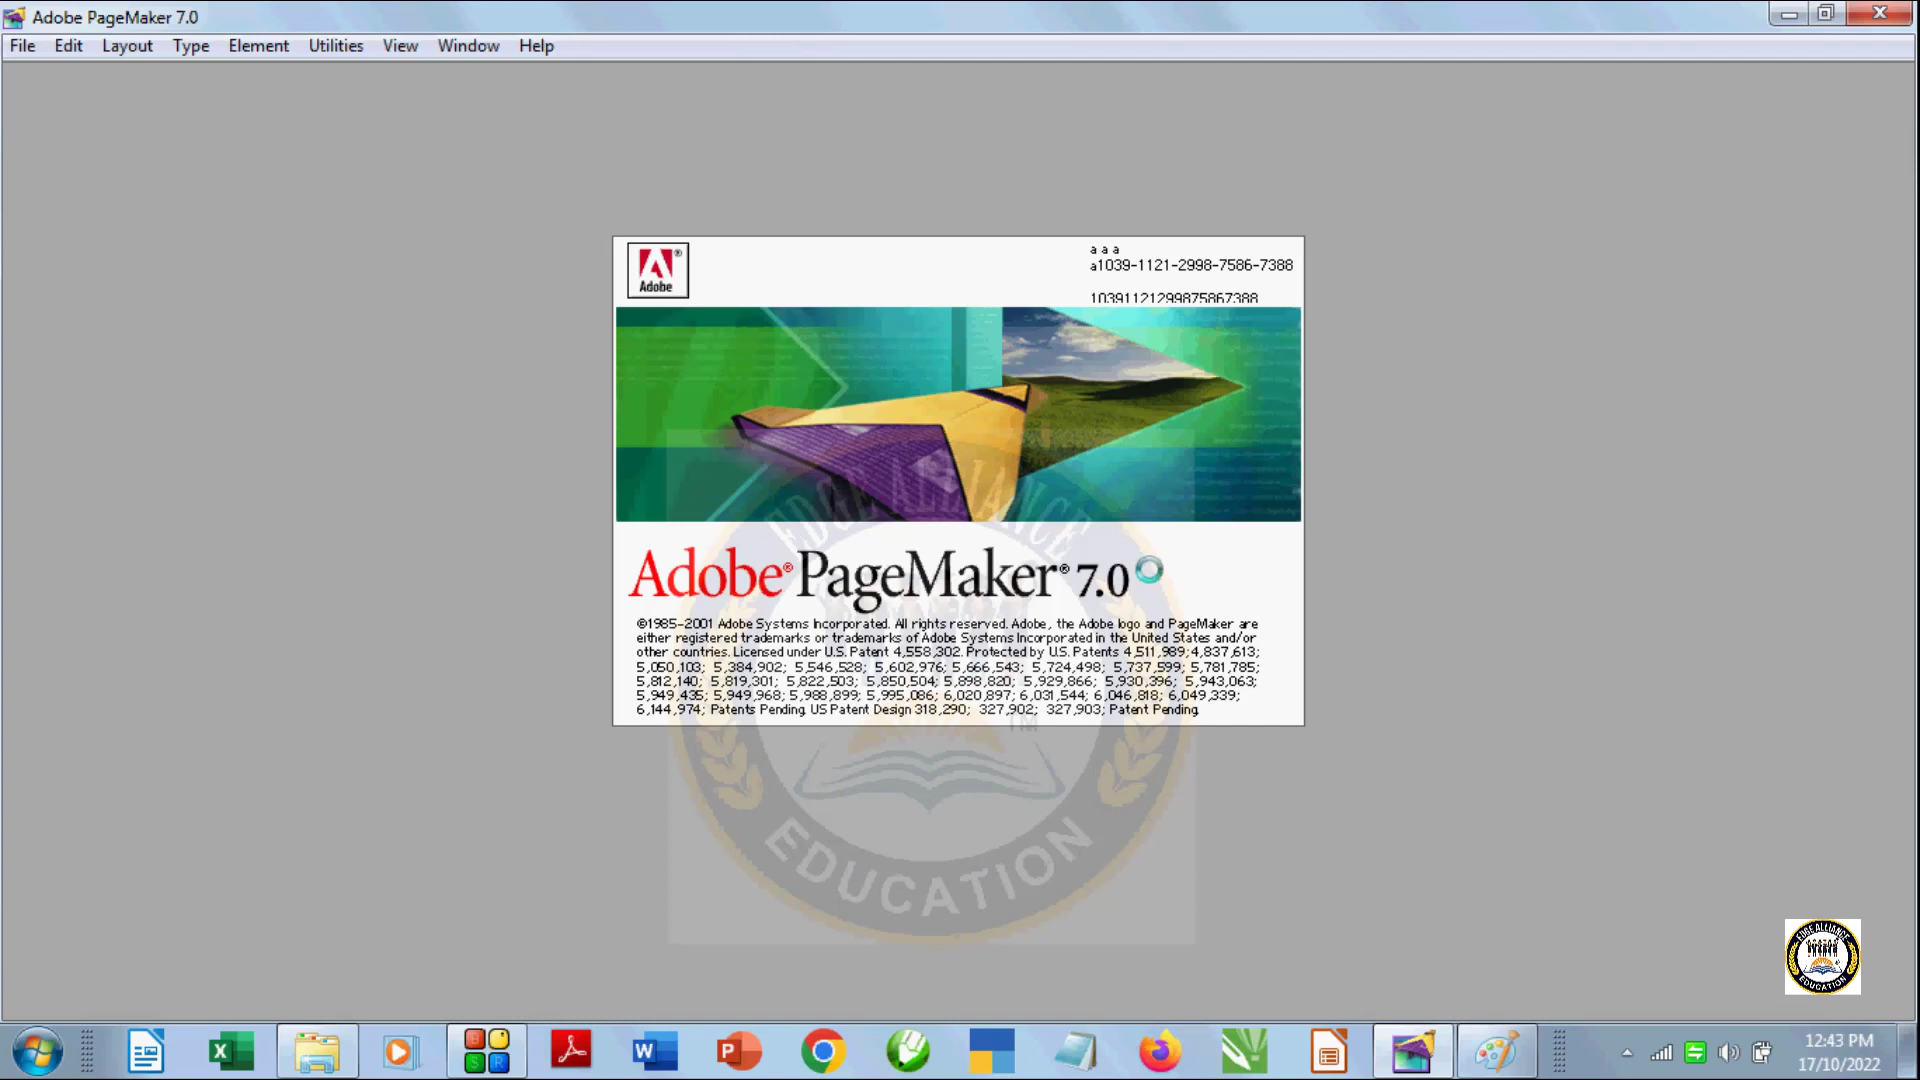 Adobe PageMaker 7.0
File Edit Layout Type Element Utilities View Window Help
a a a
a1039-1121-2998-7586-7388
10391121299875867388
Adobe
Adobe® PageMaker® 7.0
©1985-2001 Adobe Systems Incorporated. All rights reserved. Adobe, the Adobe logo and PageMaker are
either registered trademarks or trademarks of Adobe Systems Incorporated in the United States and/or
other countries. Licensed under U.S. Patent 4,558,302. Protected by U.S. Patents 4,511,989;4,837,613;
5,050,103; 5,384,902; 5,546,528; 5,602,976; 5,666,543; 5,724,498; 5,737,599; 5,781,785;
5,812,140; 5,819,301; 5,822,503; 5,850,504; 5,898,820; 5,929,866; 5,930,396; 5,943,063;
5,949,435; 5,949,968; 5,988,899; 5,995,086; 6,020,897; 6,031,544; 6,046,818; 6,049,339;
6,144,974; Patents Pending. US Patent Design 318,290; 327,902; 327,903; Patent Pending.
EDGE ALLIANCE
TM
EDUCATION
EDGE ALLIANCE
EDUCATION
12:43 PM
17/10/2022